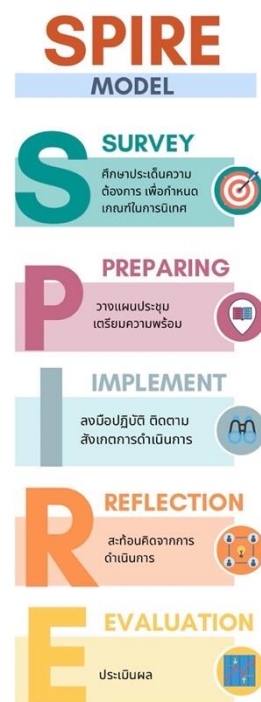 SPIRE
MODEL
S
SURVEY
ศึกษาประเด็นความ
ต้องการ เพื่อกำหนด
เกณฑ์ในการนิเทศ
P
PREPARING
วางแผนประชุม
เตรียมความพร้อม
I
IMPLEMENT
ลงมือปฏิบัติ ติดตาม
สังเกตการดำเนินการ
R
REFLECTION
สะท้อนคิดจากการ
ดำเนินการ
E
EVALUATION
ประเมินผล